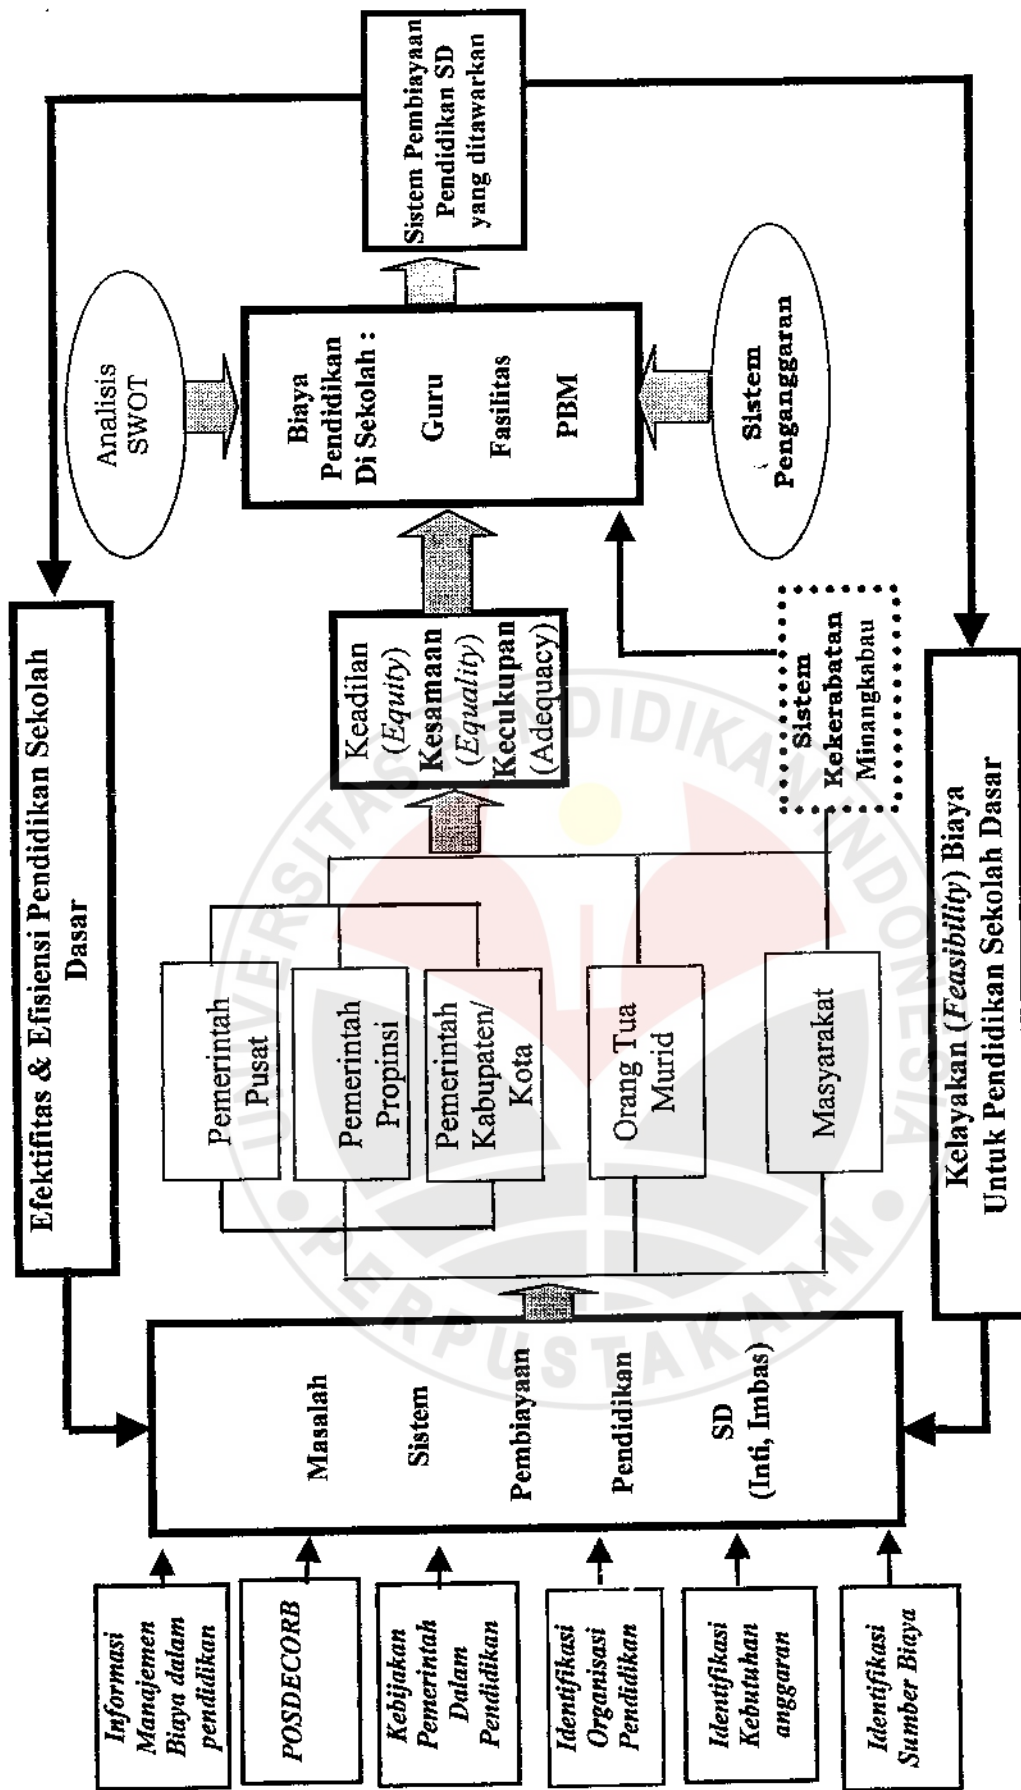 Informasi
Manajemen
Biaya dalam
pendidikan
POSDECORB
Kebijakan
Pemerintah
Dalam
Pendidikan
Identifikasi
Organisasi
Pendidikan
Identifikasi
Kebutuhan
anggaran
Identifikasi
Sumber Biaya
Masalah
Sistem
Pembiayaan
Pendidikan
SD
(Inti, Imbas)
Efektifitas & Efisiensi Pendidikan Sekolah
Dasar
Pemerintah
Pusat
Pemerintah
Propinsi
Pemerintah
Kabupaten/
Kota
Orang Tua
Murid
Masyarakat
Kelayakan (Feasibility) Biaya
Untuk Pendidikan Sekolah Dasar
Keadilan
(Equity)
Kesamaan
(Equality)
Kecukupan
(Adequacy)
Sistem
Kekerabatan
Minangkabau
Analisis
SWOT
Biaya
Pendidikan
Di Sekolah :
Guru
Fasilitas
PBM
Sistem
Penganggaran
Sistem Pembiayaan
Pendidikan SD
yang ditawarkan
UNIVERSITAS PENDIDIKAN INDONESIA
PERPUSTAKAAN